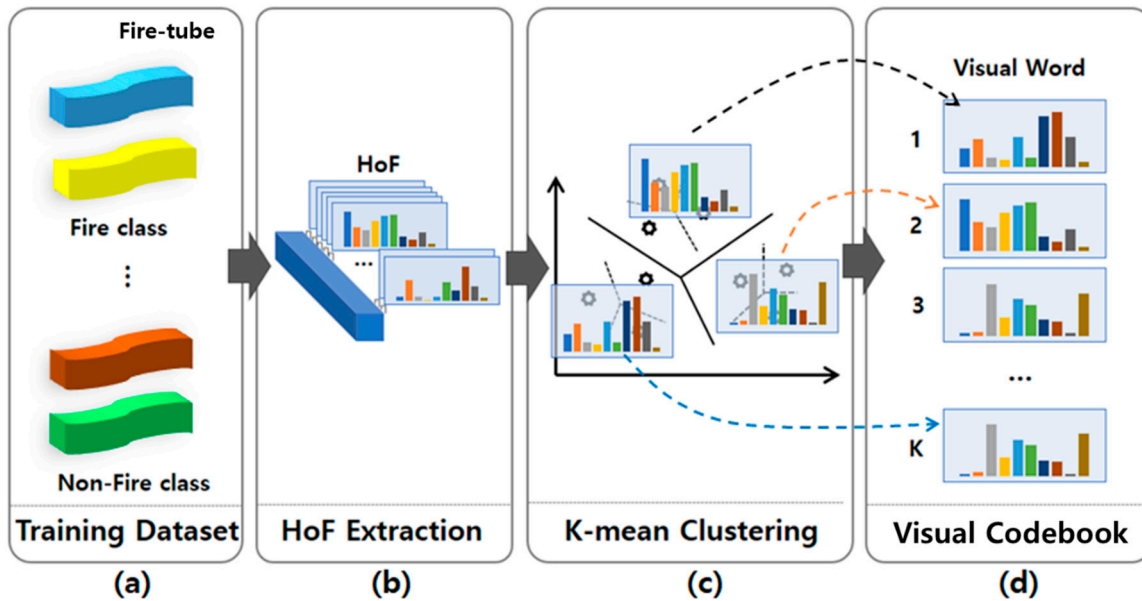 Fire-tube
Fire class
⋮
Non-Fire class
Training Dataset
(a)
HoF
...
HoF Extraction
(b)
K-mean Clustering
(c)
Visual Word
1
2
3
...
K
Visual Codebook
(d)